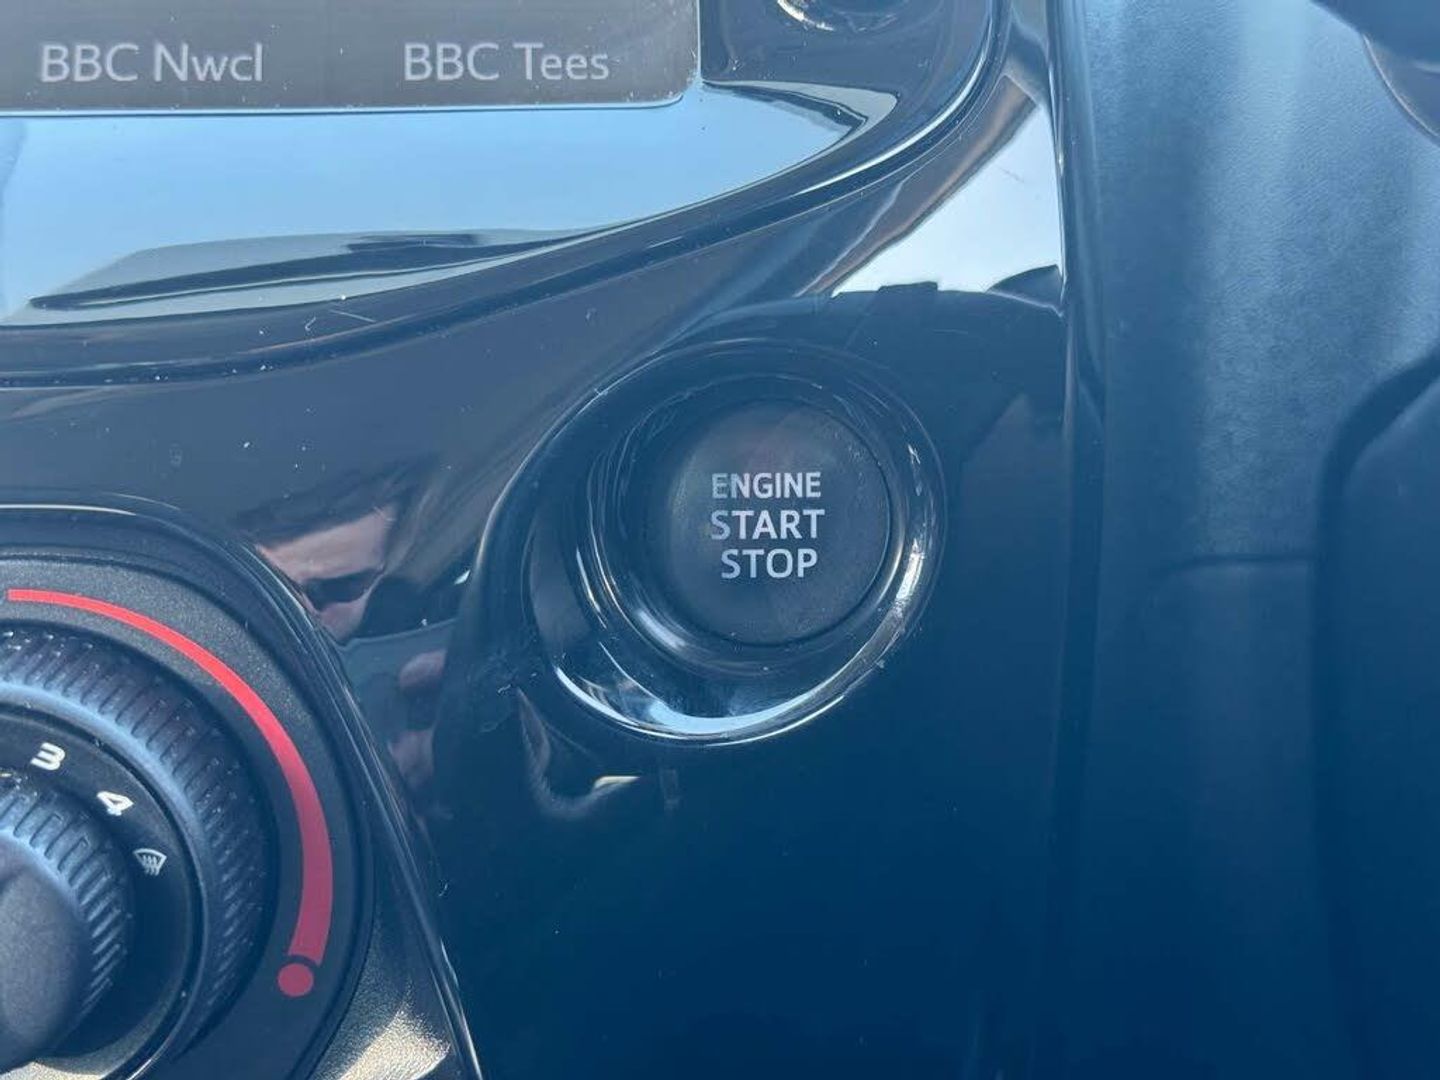 BBC Nwcl BBC Tees
ENGINE
START
STOP
3
4